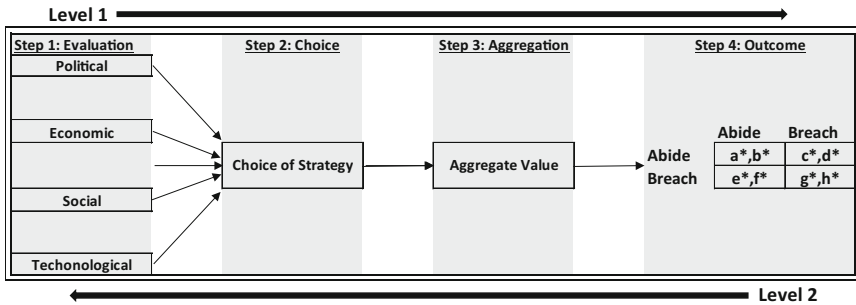 Level 1
Step 1: Evaluation Step 2: Choice Step 3: Aggregation Step 4: Outcome
Political
Economic
Social
Techonological
Choice of Strategy
Aggregate Value
Abide Breach
Abide a*,b* c*,d*
Breach e*,f* g*,h*
Level 2